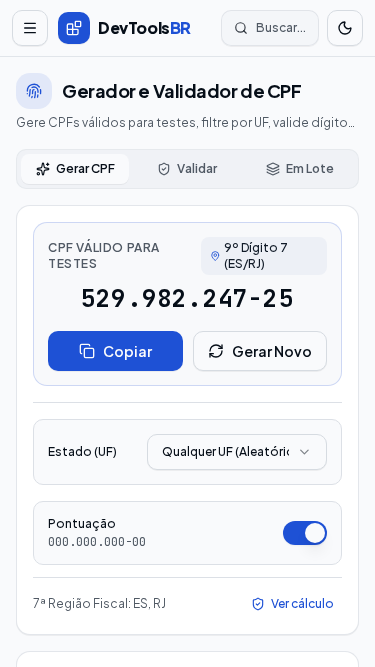 DevToolsBR
Buscar...
Gerador e Validador de CPF
Gere CPFs válidos para testes, filtre por UF, valide dígito...
Gerar CPF
Validar
Em Lote
CPF VÁLIDO PARA TESTES
9º Dígito 7 (ES/RJ)
529.982.247-25
Copiar
Gerar Novo
Estado (UF)
Qualquer UF (Aleatório
Pontuação
000.000.000-00
7ª Região Fiscal: ES, RJ
Ver cálculo